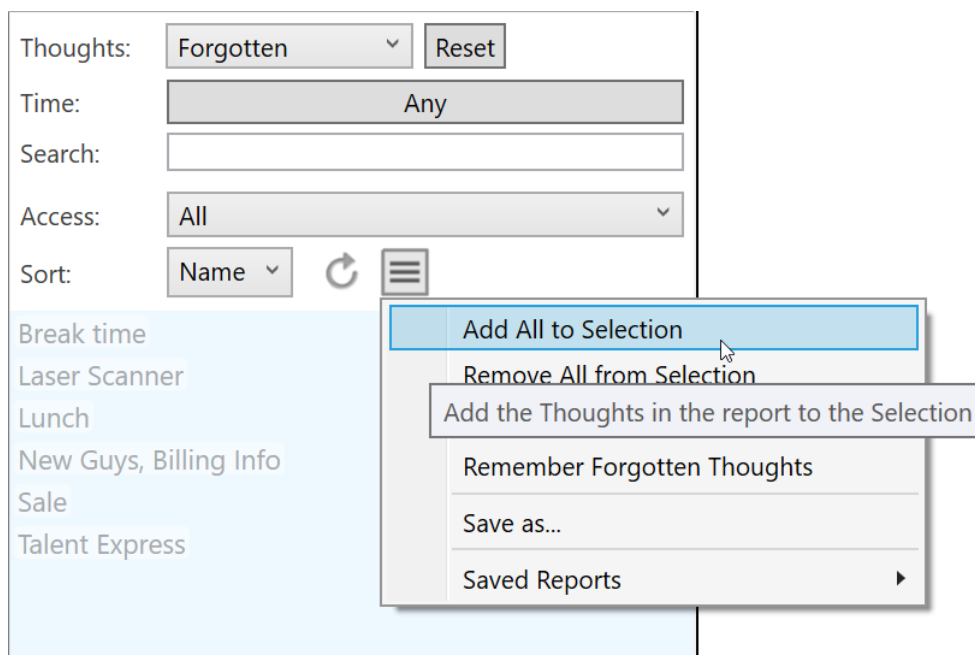 Thoughts: Forgotten Reset
Time: Any
Search:
Access: All
Sort: Name
Break time
Laser Scanner
Lunch
New Guys, Billing Info
Sale
Talent Express
Add All to Selection
Remove All from Selection
Add the Thoughts in the report to the Selection
Remember Forgotten Thoughts
Save as...
Saved Reports